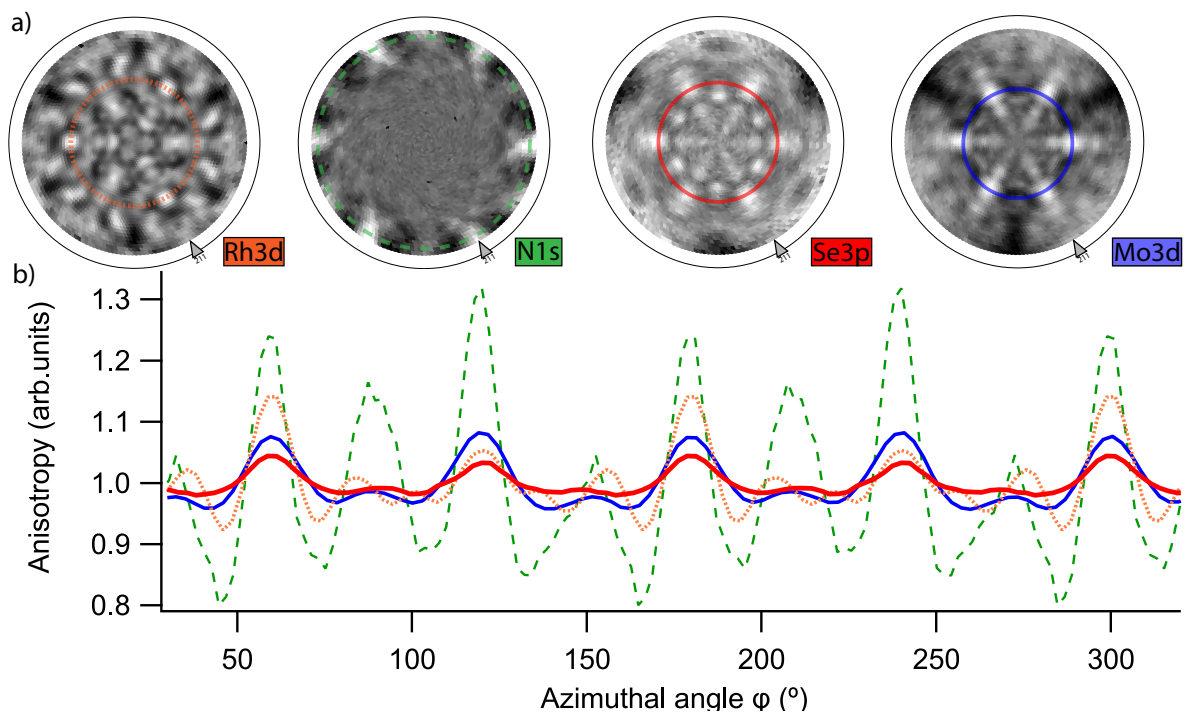 a)
Rh3d
N1s
Se3p
Mo3d
b)
Anisotropy (arb.units)
1.3
1.2
1.1
1.0
0.9
0.8
50
100
150
200
250
300
Azimuthal angle φ (º)